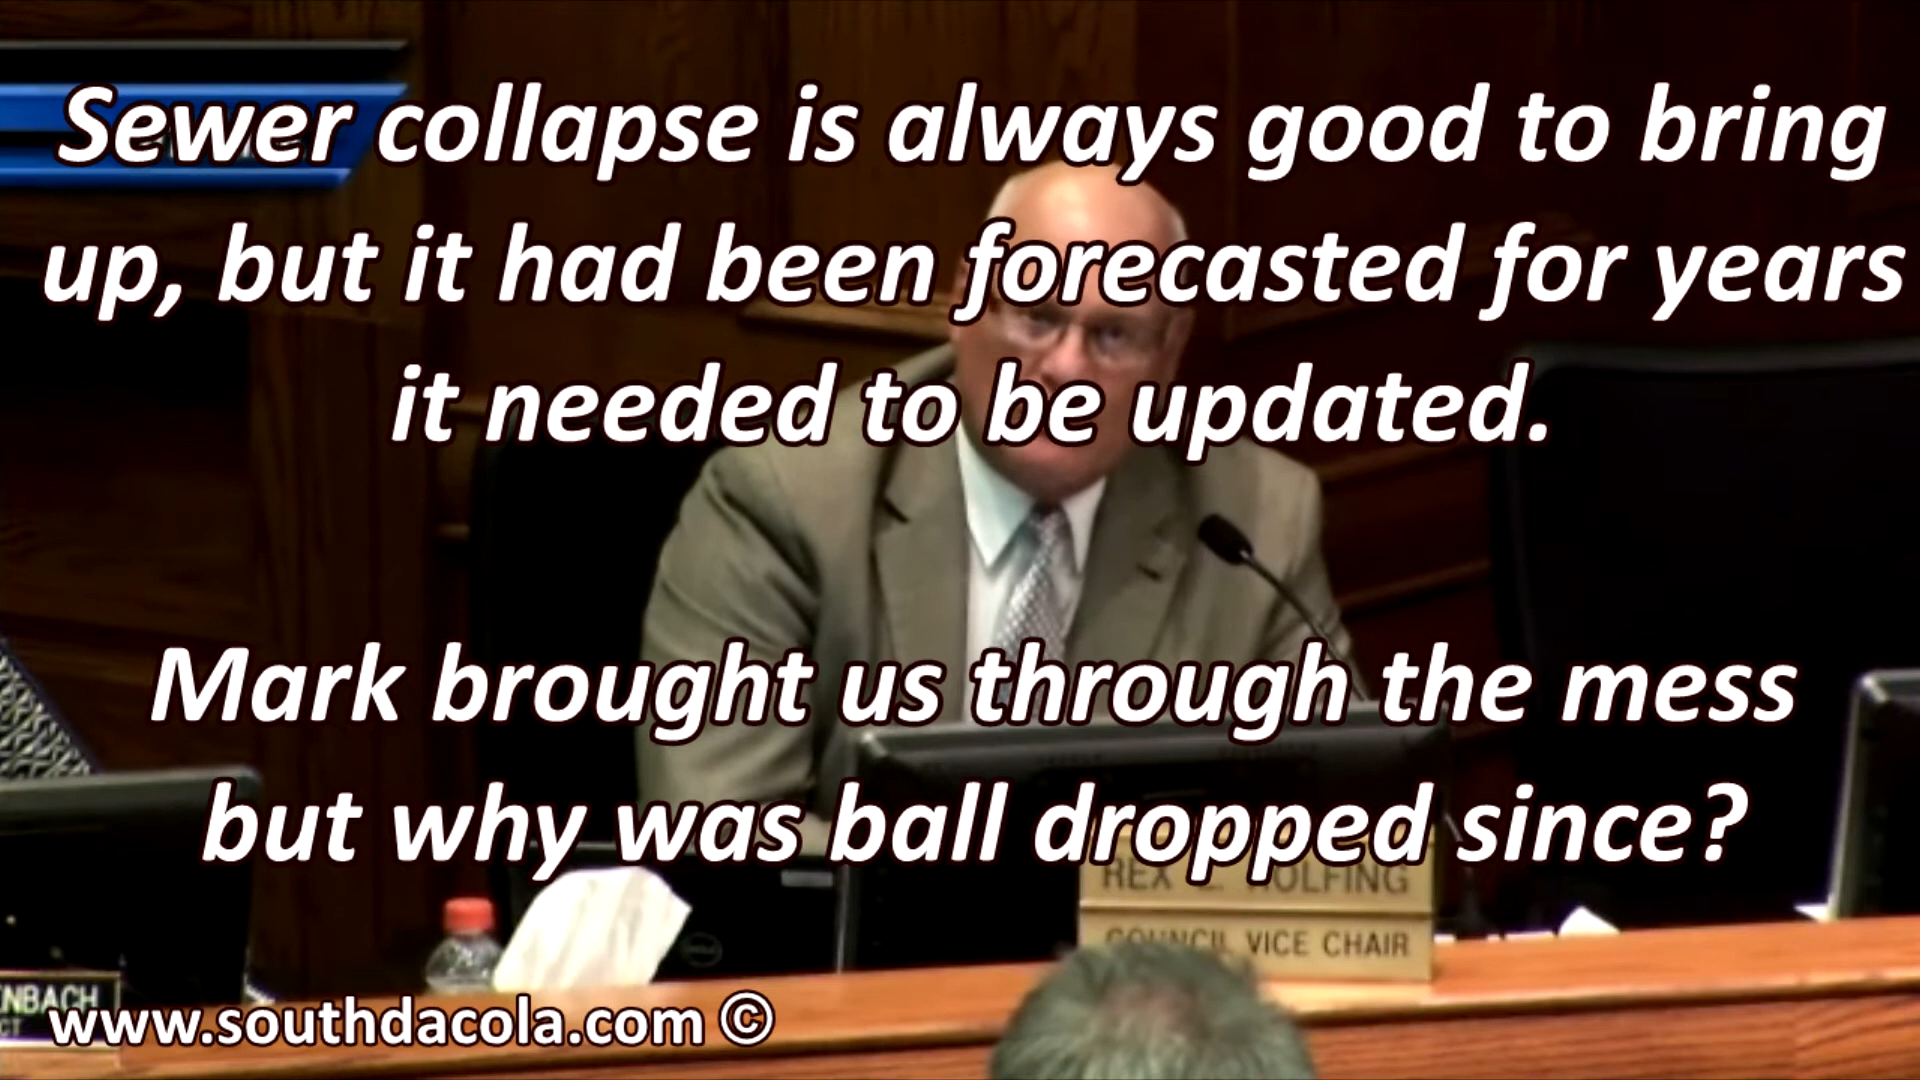 Sewer collapse is always good to bring
up, but it had been forecasted for years
it needed to be updated.
Mark brought us through the mess
but why was ball dropped since?
REX
COUNCIL VICE CHAIR
www.southdacola.com ©